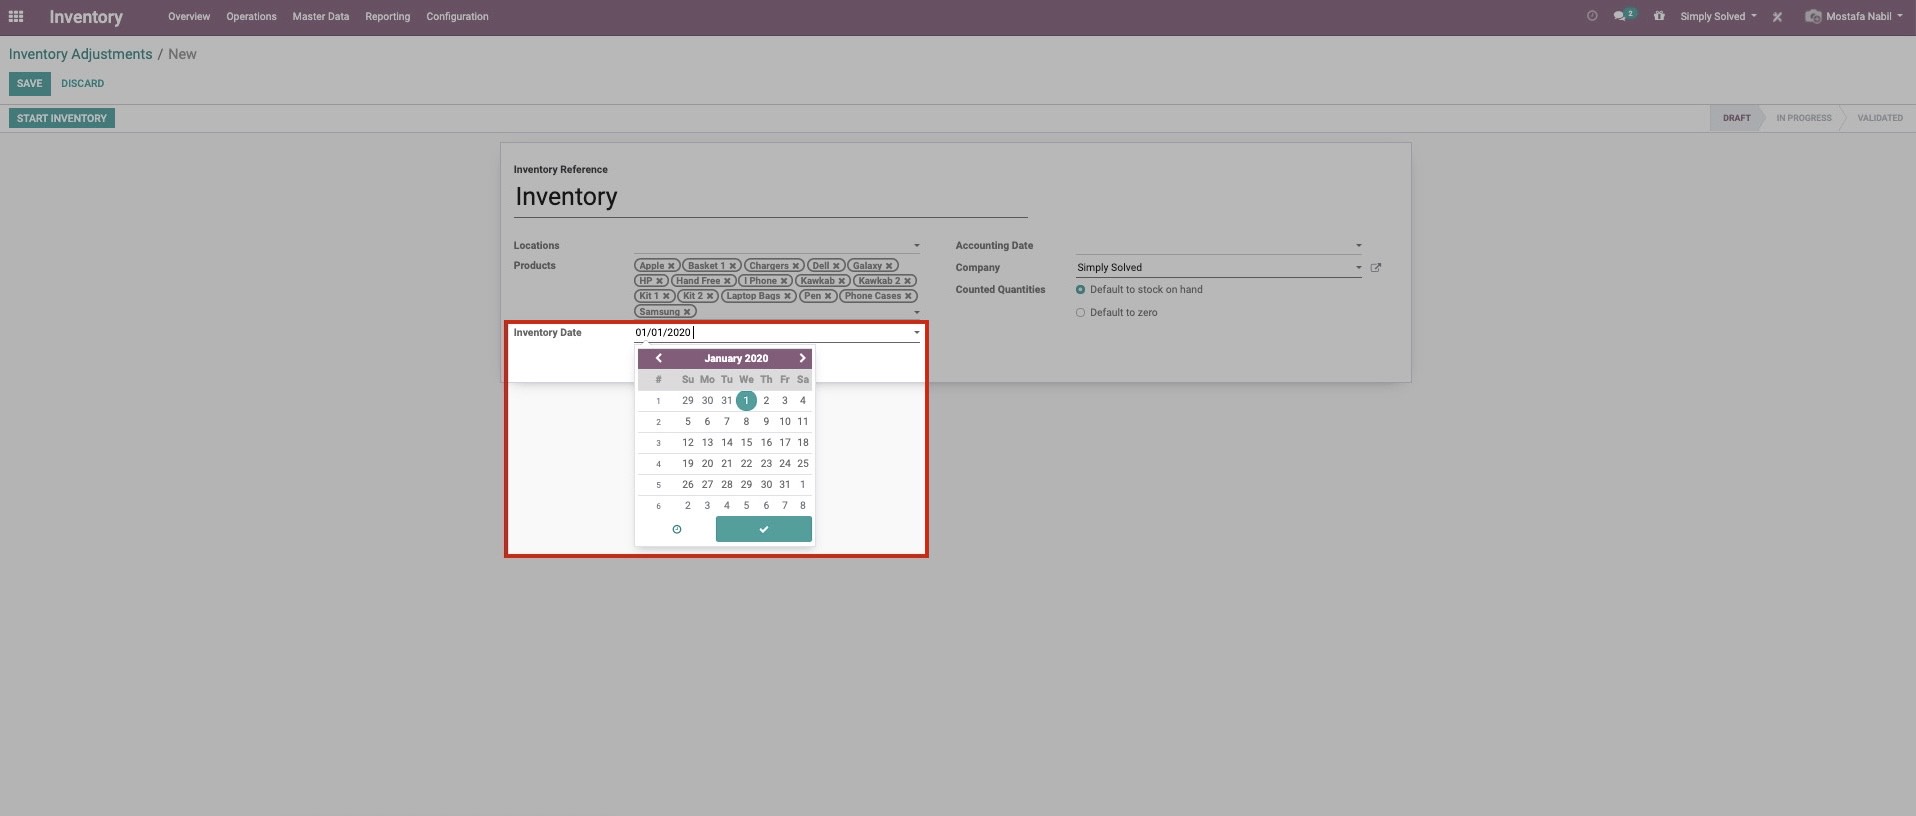 Inventory Overview Operations Master Data Reporting Configuration 2 Simply Solved Mostafa Nabil
Inventory Adjustments / New
SAVE DISCARD
START INVENTORY DRAFT IN PROGRESS VALIDATED
Inventory Reference
Inventory
Locations
Products
Apple Basket 1 Chargers Dell Galaxy
HP Hand Free I Phone Kawkab Kawkab 2
Kit 1 Kit 2 Laptop Bags Pen Phone Cases
Samsung
Inventory Date 01/01/2020
Accounting Date
Company Simply Solved
Counted Quantities Default to stock on hand
Default to zero
January 2020
# Su Mo Tu We Th Fr Sa
1 29 30 31 1 2 3 4
2 5 6 7 8 9 10 11
3 12 13 14 15 16 17 18
4 19 20 21 22 23 24 25
5 26 27 28 29 30 31 1
6 2 3 4 5 6 7 8